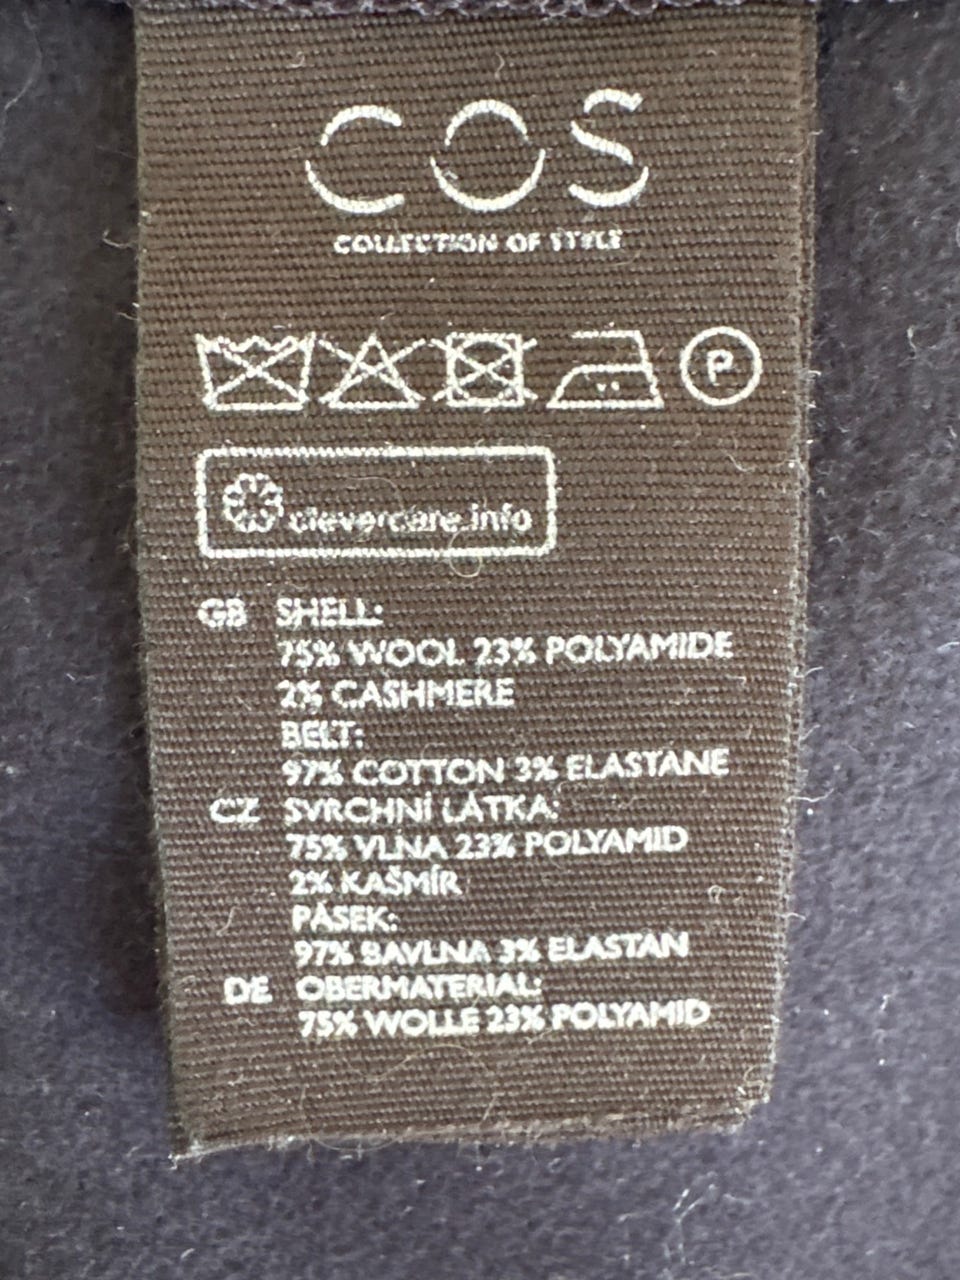 COS
COLLECTION OF STYLE
P
clevercare.info
GB SHELL:
75% WOOL 23% POLYAMIDE
2% CASHMERE
BELT:
97% COTTON 3% ELASTANE
CZ SVRCHNÍ LÁTKA:
75% VLNA 23% POLYAMID
2% KAŠMÍR
PÁSEK:
97% BAVLNA 3% ELASTAN
DE OBERMATERIAL:
75% WOLLE 23% POLYAMID